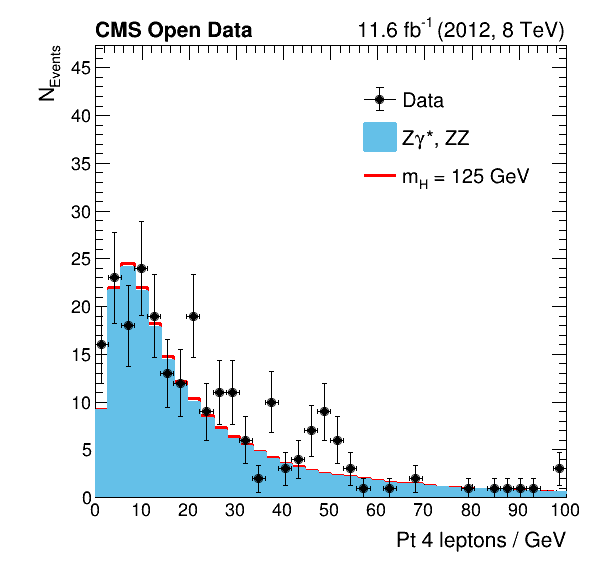 CMS Open Data 11.6 fb⁻¹ (2012, 8 TeV)
N_Events
45
40
35
30
25
20
15
10
5
0
Data
Zγ*, ZZ
m_H = 125 GeV
0 10 20 30 40 50 60 70 80 90 100
Pt 4 leptons / GeV